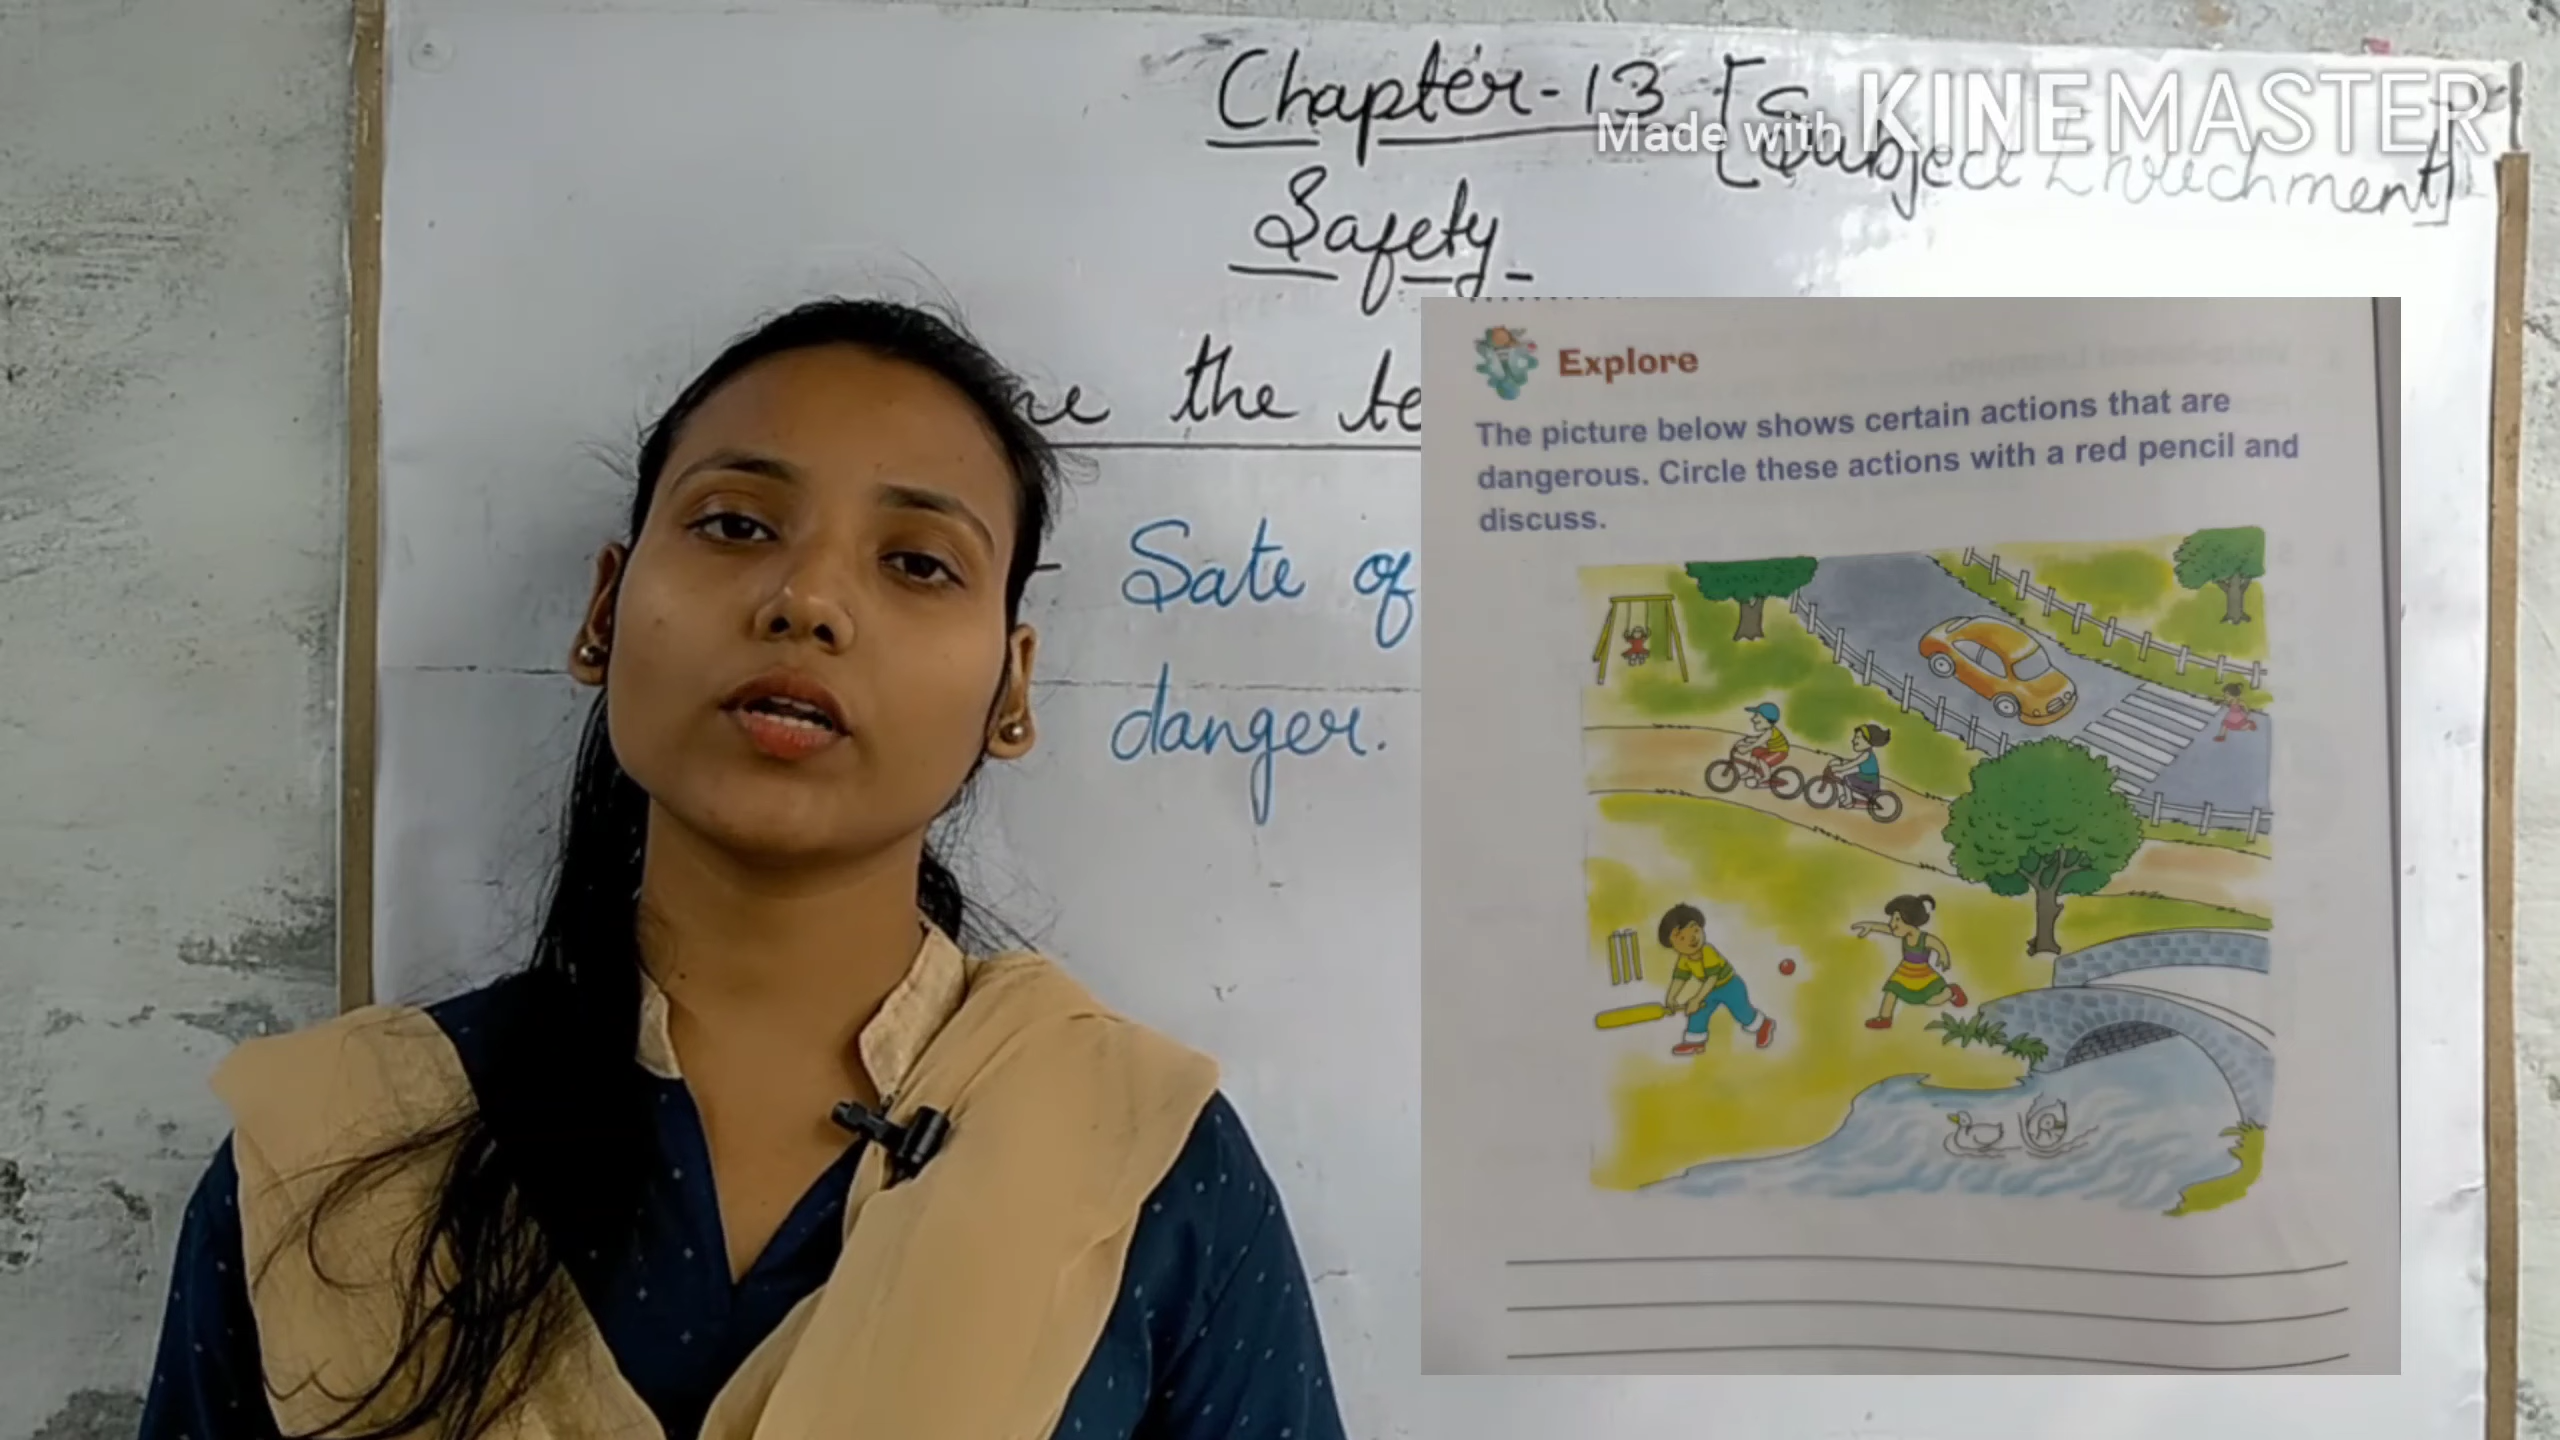 Chapter-13 [Subject Enrichment]
Made with KINEMASTER
Safety
the te
Sate of
danger.
Explore
The picture below shows certain actions that are
dangerous. Circle these actions with a red pencil and
discuss.